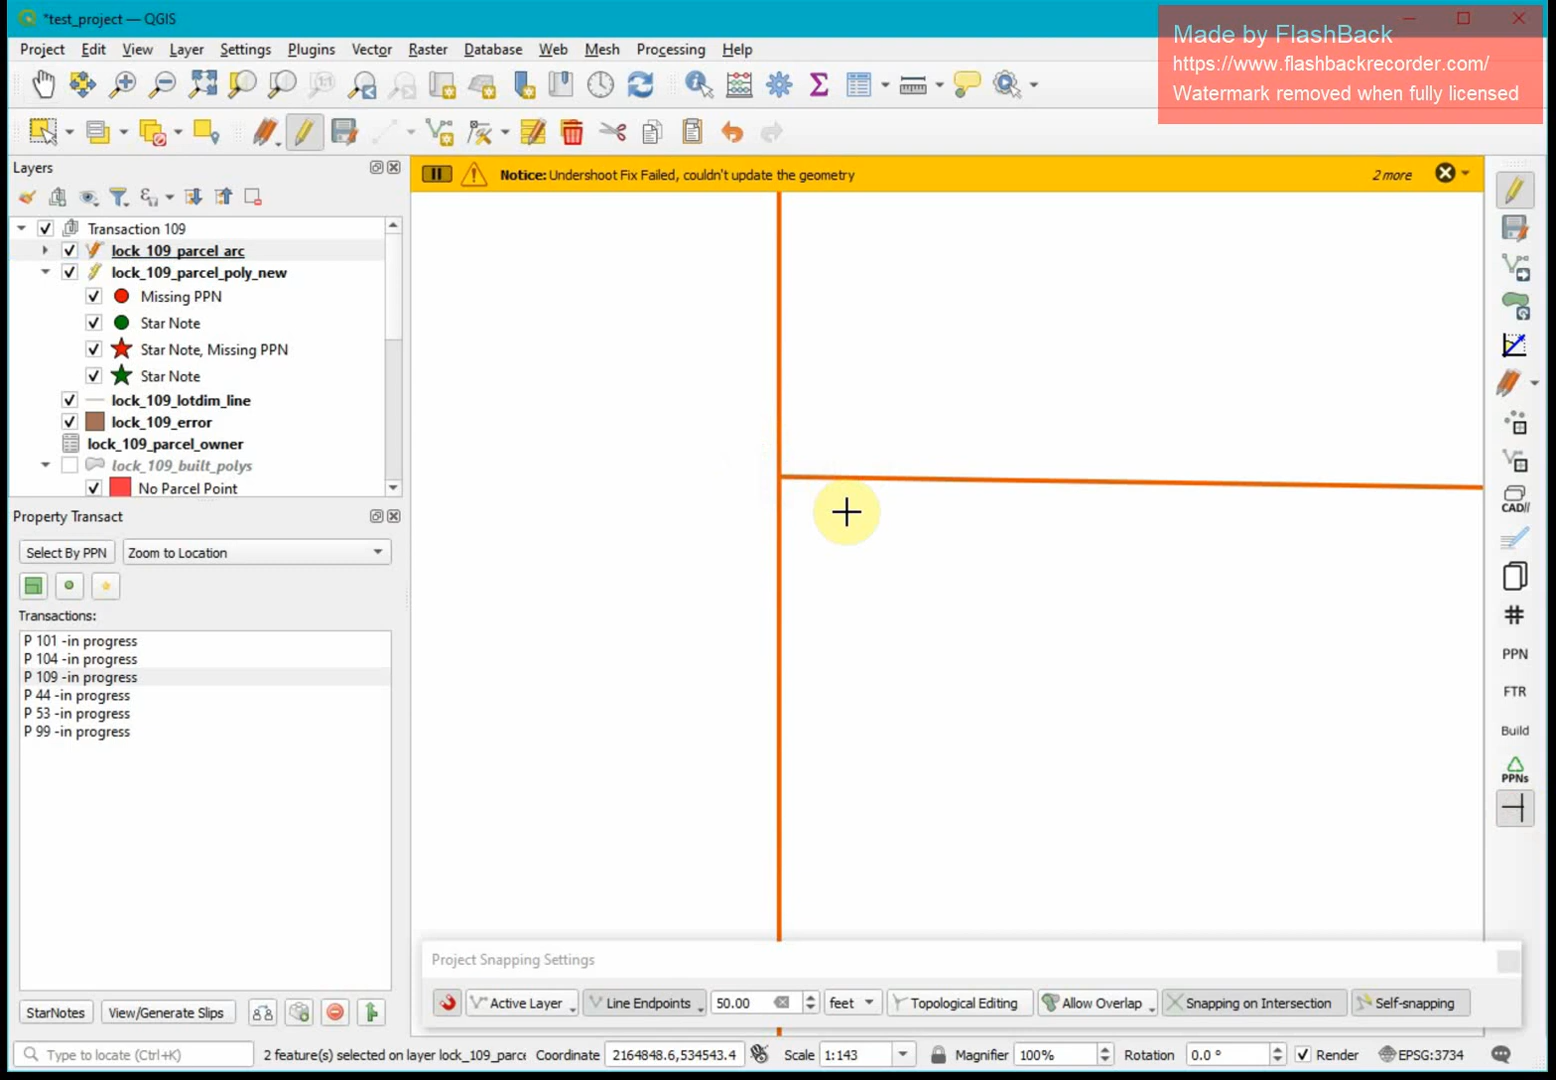 *test_project — QGIS
Made by FlashBack
https://www.flashbackrecorder.com/
Watermark removed when fully licensed
Project Edit View Layer Settings Plugins Vector Raster Database Web Mesh Processing Help
Layers
Notice: Undershoot Fix Failed, couldn't update the geometry 2 more
Transaction 109
lock_109_parcel_arc
lock_109_parcel_poly_new
Missing PPN
Star Note
Star Note, Missing PPN
Star Note
lock_109_lotdim_line
lock_109_error
lock_109_parcel_owner
lock_109_built_polys
No Parcel Point
Property Transact
Select By PPN Zoom to Location
Transactions:
P 101 -in progress
P 104 -in progress
P 109 -in progress
P 44 -in progress
P 53 -in progress
P 99 -in progress
CAD//
#
PPN
FTR
Build
PPNs
Project Snapping Settings
Active Layer Line Endpoints 50.00 feet Topological Editing Allow Overlap Snapping on Intersection Self-snapping
StarNotes View/Generate Slips
Type to locate (Ctrl+K) 2 feature(s) selected on layer lock_109_parce Coordinate 2164848.6,534543.4 Scale 1:143 Magnifier 100% Rotation 0.0 ° Render EPSG:3734